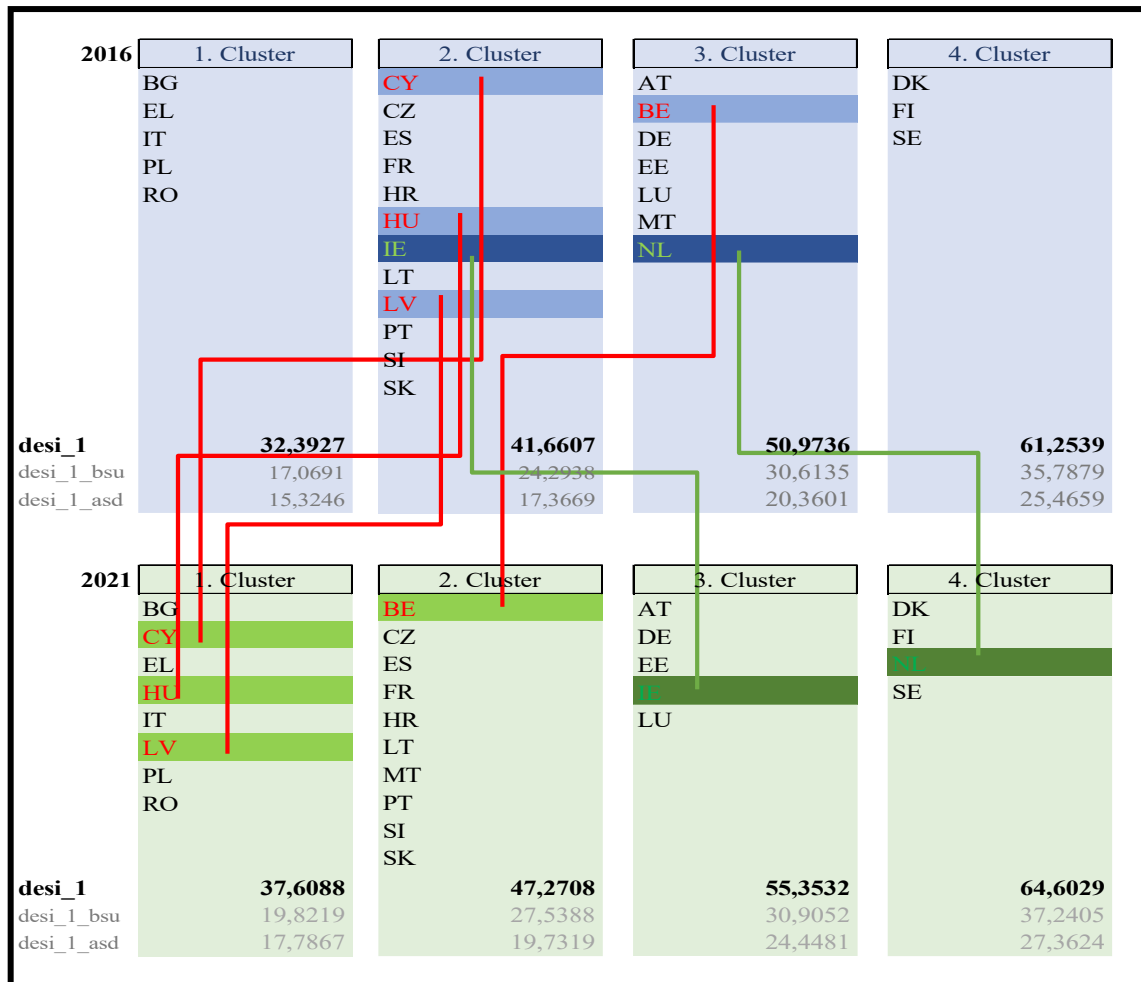 2016 1. Cluster 2. Cluster 3. Cluster 4. Cluster
BG CY AT DK
EL CZ BE FI
IT ES DE SE
PL FR EE
RO HR LU
HU MT
IE NL
LT
LV
PT
SI
SK
desi_1 32,3927 41,6607 50,9736 61,2539
desi_1_bsu 17,0691 24,2938 30,6135 35,7879
desi_1_asd 15,3246 17,3669 20,3601 25,4659
2021 1. Cluster 2. Cluster 3. Cluster 4. Cluster
BG BE AT DK
CY CZ DE FI
EL ES EE NL
HU FR IE SE
IT HR LU
LV LT
PL MT
RO PT
SI
SK
desi_1 37,6088 47,2708 55,3532 64,6029
desi_1_bsu 19,8219 27,5388 30,9052 37,2405
desi_1_asd 17,7867 19,7319 24,4481 27,3624